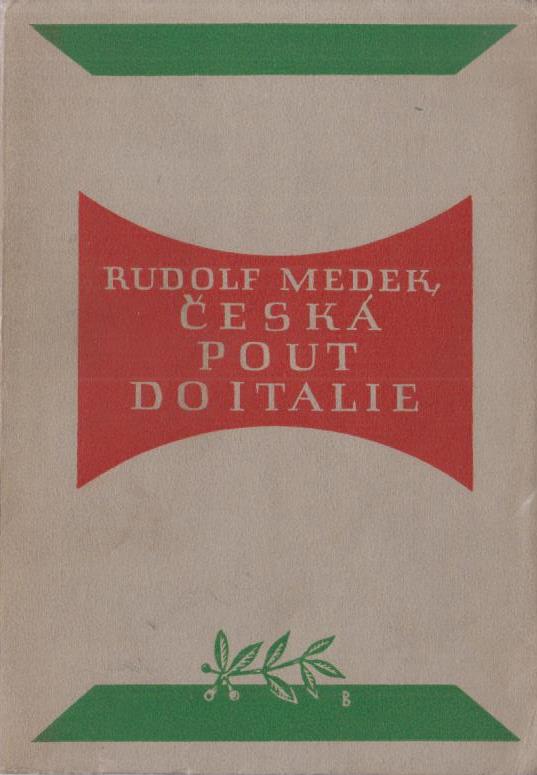 RUDOLF MEDEK,
ČESKÁ
POUT
DO ITALIE
B